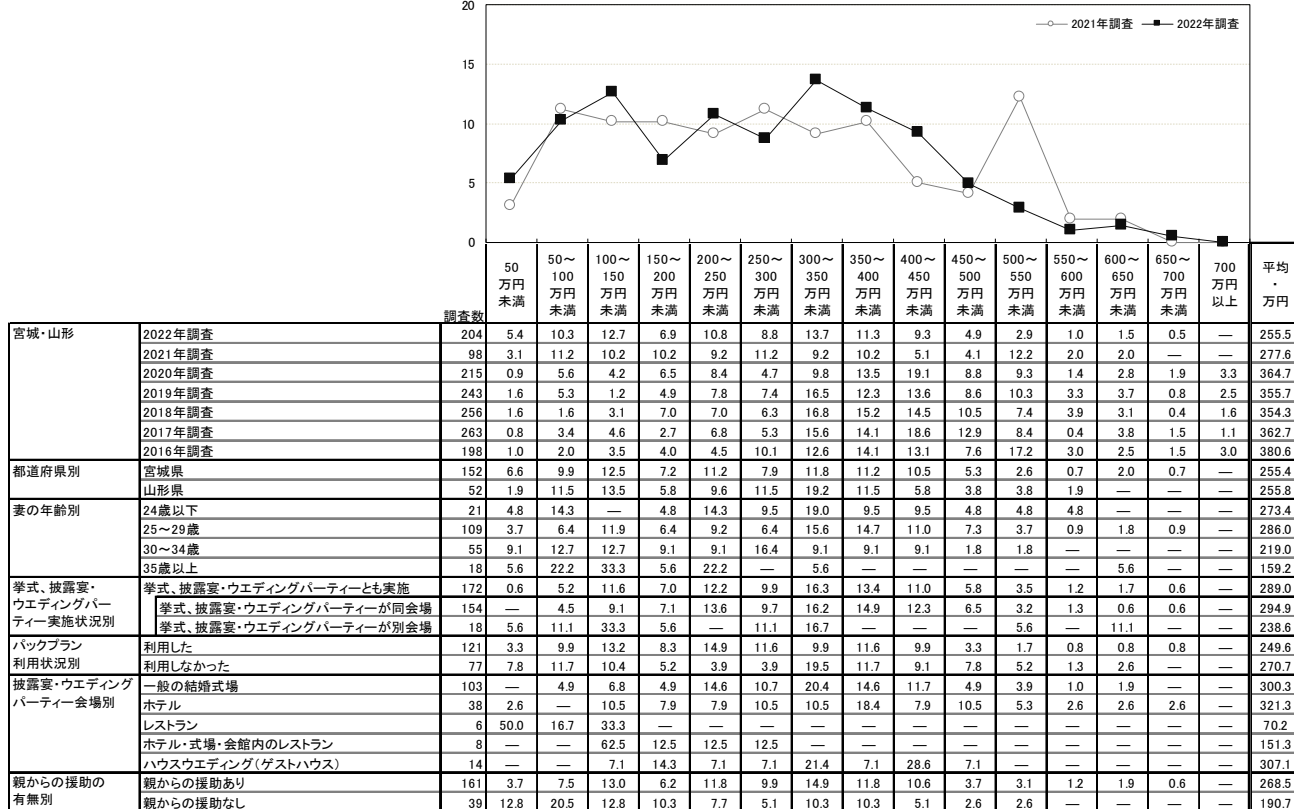 20
15
10
5
0
2021年調査 2022年調査
調査数 50万円未満 50～100万円未満 100～150万円未満 150～200万円未満 200～250万円未満 250～300万円未満 300～350万円未満 350～400万円未満 400～450万円未満 450～500万円未満 500～550万円未満 550～600万円未満 600～650万円未満 650～700万円未満 700万円以上 平均・万円
宮城・山形 2022年調査 204 5.4 10.3 12.7 6.9 10.8 8.8 13.7 11.3 9.3 4.9 2.9 1.0 1.5 0.5 — 255.5
2021年調査 98 3.1 11.2 10.2 10.2 9.2 11.2 9.2 10.2 5.1 4.1 12.2 2.0 2.0 — — 277.6
2020年調査 215 0.9 5.6 4.2 6.5 8.4 4.7 9.8 13.5 19.1 8.8 9.3 1.4 2.8 1.9 3.3 364.7
2019年調査 243 1.6 5.3 1.2 4.9 7.8 7.4 16.5 12.3 13.6 8.6 10.3 3.3 3.7 0.8 2.5 355.7
2018年調査 256 1.6 1.6 3.1 7.0 7.0 6.3 16.8 15.2 14.5 10.5 7.4 3.9 3.1 0.4 1.6 354.3
2017年調査 263 0.8 3.4 4.6 2.7 6.8 5.3 15.6 14.1 18.6 12.9 8.4 0.4 3.8 1.5 1.1 362.7
2016年調査 198 1.0 2.0 3.5 4.0 4.5 10.1 12.6 14.1 13.1 7.6 17.2 3.0 2.5 1.5 3.0 380.6
都道府県別 宮城県 152 6.6 9.9 12.5 7.2 11.2 7.9 11.8 11.2 10.5 5.3 2.6 0.7 2.0 0.7 — 255.4
山形県 52 1.9 11.5 13.5 5.8 9.6 11.5 19.2 11.5 5.8 3.8 3.8 1.9 — — — 255.8
妻の年齢別 24歳以下 21 4.8 14.3 — 4.8 14.3 9.5 19.0 9.5 9.5 4.8 4.8 4.8 — — — 273.4
25～29歳 109 3.7 6.4 11.9 6.4 9.2 6.4 15.6 14.7 11.0 7.3 3.7 0.9 1.8 0.9 — 286.0
30～34歳 55 9.1 12.7 12.7 9.1 9.1 16.4 9.1 9.1 9.1 1.8 1.8 — — — — 219.0
35歳以上 18 5.6 22.2 33.3 5.6 22.2 — 5.6 — — — — — 5.6 — — 159.2
挙式、披露宴・ウエディングパーティー実施状況別 挙式、披露宴・ウエディングパーティーとも実施 172 0.6 5.2 11.6 7.0 12.2 9.9 16.3 13.4 11.0 5.8 3.5 1.2 1.7 0.6 — 289.0
挙式、披露宴・ウエディングパーティーが同会場 154 — 4.5 9.1 7.1 13.6 9.7 16.2 14.9 12.3 6.5 3.2 1.3 0.6 0.6 — 294.9
挙式、披露宴・ウエディングパーティーが別会場 18 5.6 11.1 33.3 5.6 — 11.1 16.7 — — — 5.6 — 11.1 — — 238.6
パックプラン利用状況別 利用した 121 3.3 9.9 13.2 8.3 14.9 11.6 9.9 11.6 9.9 3.3 1.7 0.8 0.8 0.8 — 249.6
利用しなかった 77 7.8 11.7 10.4 5.2 3.9 3.9 19.5 11.7 9.1 7.8 5.2 1.3 2.6 — — 270.7
披露宴・ウエディングパーティー会場別 一般の結婚式場 103 — 4.9 6.8 4.9 14.6 10.7 20.4 14.6 11.7 4.9 3.9 1.0 1.9 — — 300.3
ホテル 38 2.6 — 10.5 7.9 7.9 10.5 10.5 18.4 7.9 10.5 5.3 2.6 2.6 2.6 — 321.3
レストラン 6 50.0 16.7 33.3 — — — — — — — — — — — — 70.2
ホテル・式場・会館内のレストラン 8 — — 62.5 12.5 12.5 12.5 — — — — — — — — — 151.3
ハウスウエディング（ゲストハウス） 14 — — 7.1 14.3 7.1 7.1 21.4 7.1 28.6 7.1 — — — — — 307.1
親からの援助の有無別 親からの援助あり 161 3.7 7.5 13.0 6.2 11.8 9.9 14.9 11.8 10.6 3.7 3.1 1.2 1.9 0.6 — 268.5
親からの援助なし 39 12.8 20.5 12.8 10.3 7.7 5.1 10.3 10.3 5.1 2.6 2.6 — — — — 190.7